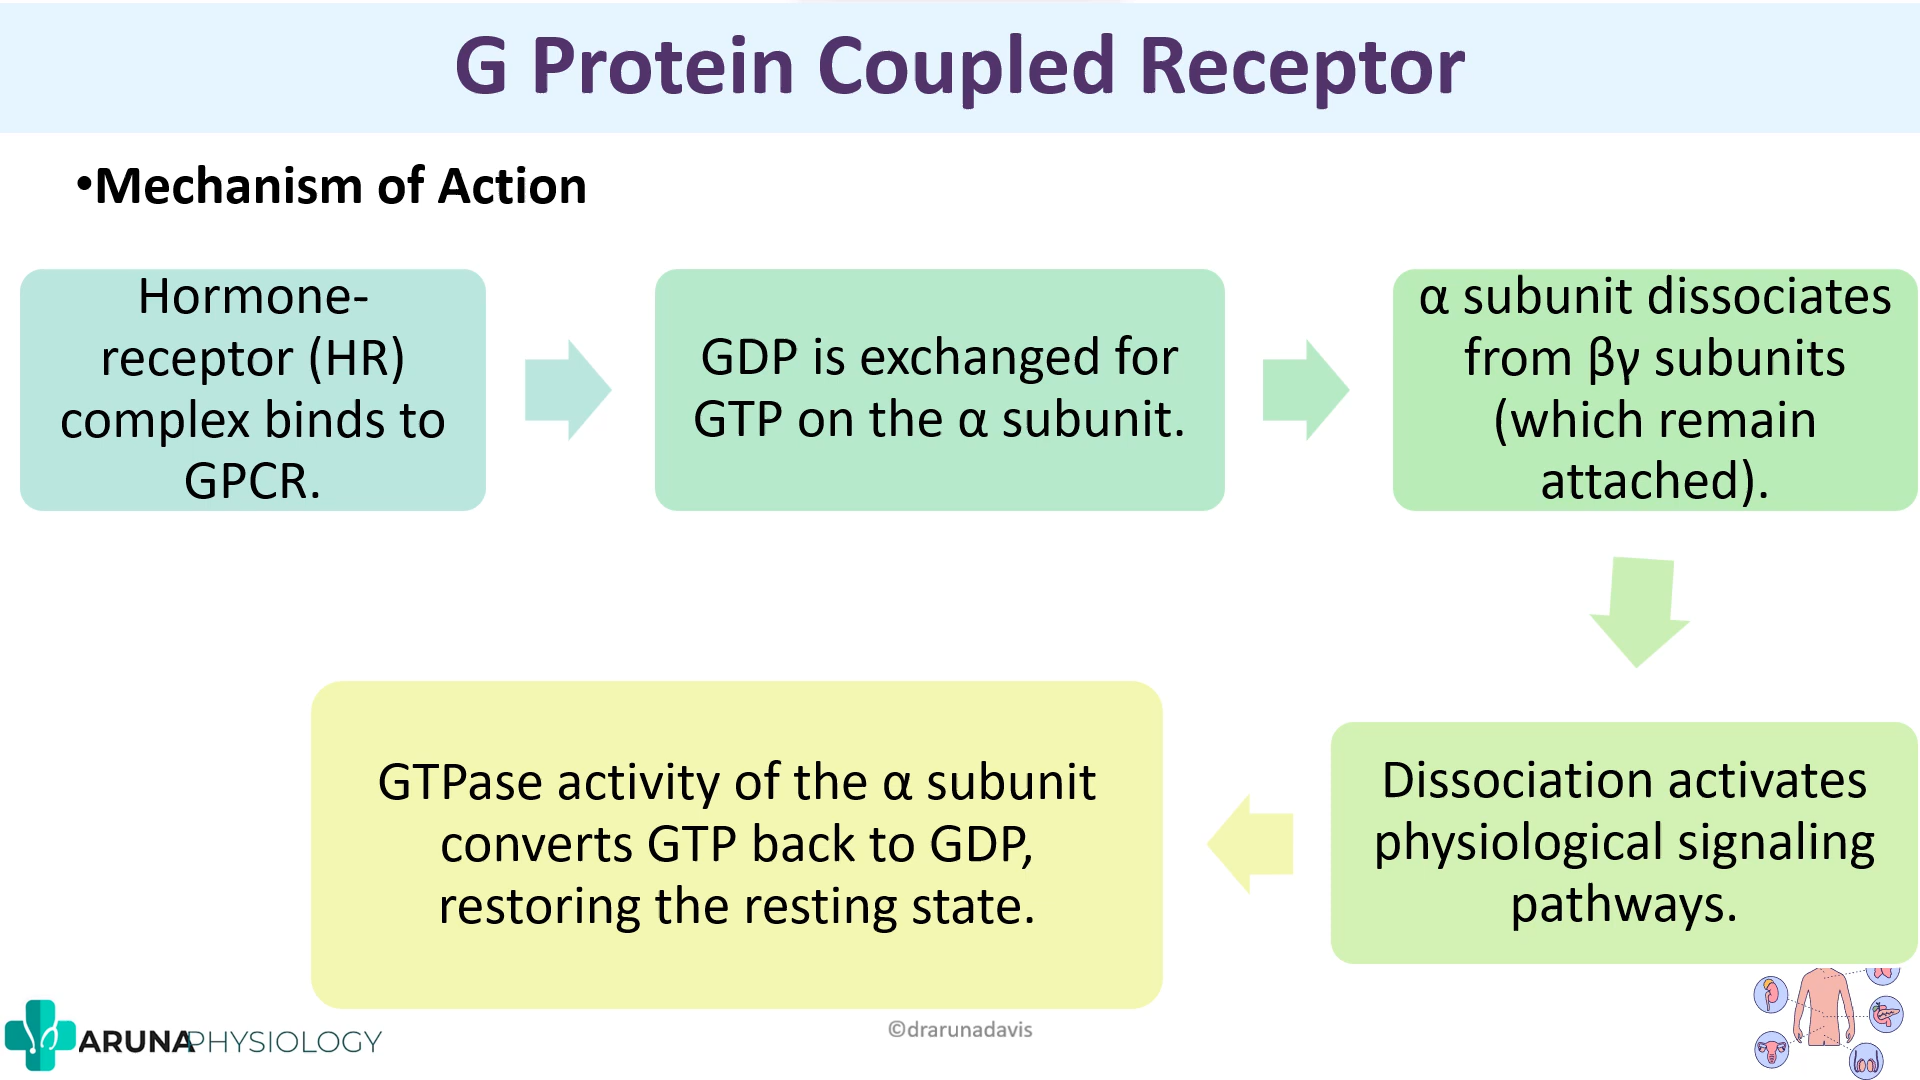 G Protein Coupled Receptor
•Mechanism of Action
Hormone-
receptor (HR)
complex binds to
GPCR.
GDP is exchanged for
GTP on the α subunit.
α subunit dissociates
from βγ subunits
(which remain
attached).
Dissociation activates
physiological signaling
pathways.
GTPase activity of the α subunit
converts GTP back to GDP,
restoring the resting state.
ARUNAPHYSIOLOGY
©drarunadavis